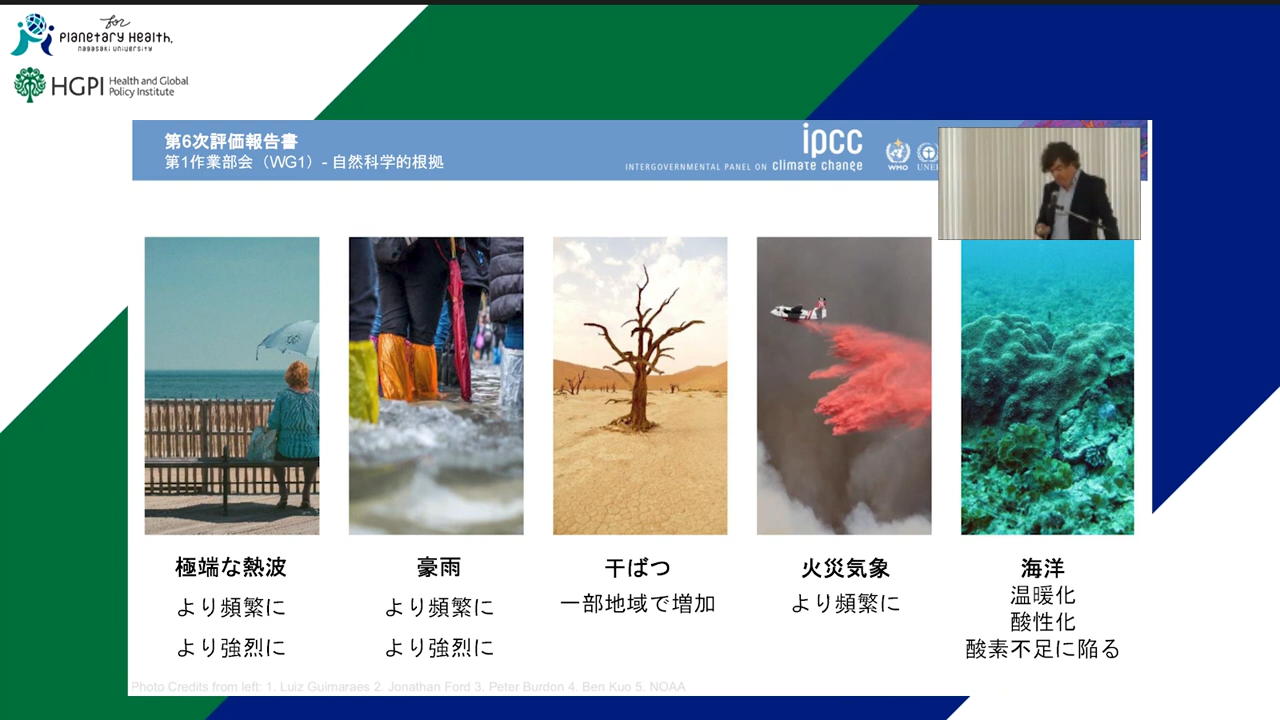 for
Planetary Health,
NAGASAKI UNIVERSITY
HGPI Health and Global
Policy Institute
第6次評価報告書
第1作業部会（WG1）- 自然科学的根拠
ipcc
INTERGOVERNMENTAL PANEL ON climate change
WMO
極端な熱波
より頻繁に
より強烈に
豪雨
より頻繁に
より強烈に
干ばつ
一部地域で増加
火災気象
より頻繁に
海洋
温暖化
酸性化
酸素不足に陥る
Photo Credits from left: 1. Luiz Guimaraes 2. Jonathan Ford 3. Peter Burdon 4. Ben Kuo 5. NOAA